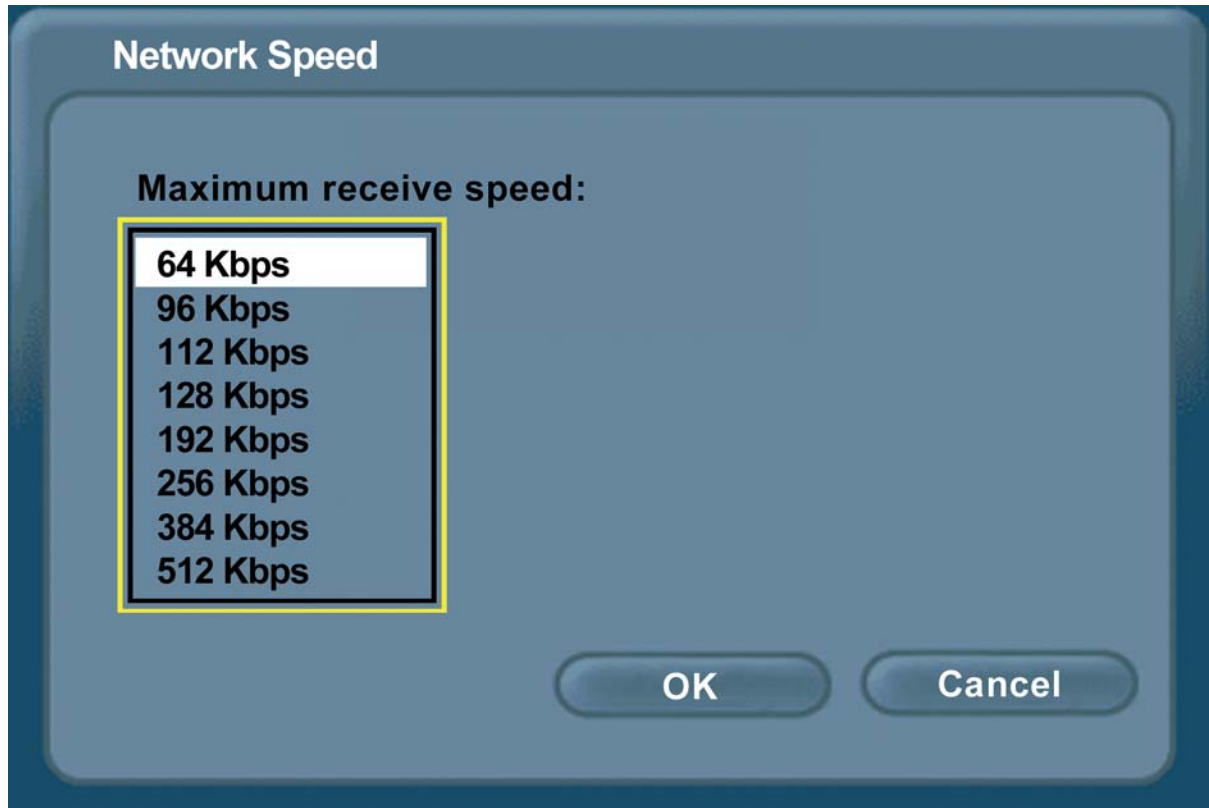 Network Speed
Maximum receive speed:
64 Kbps
96 Kbps
112 Kbps
128 Kbps
192 Kbps
256 Kbps
384 Kbps
512 Kbps
OK
Cancel